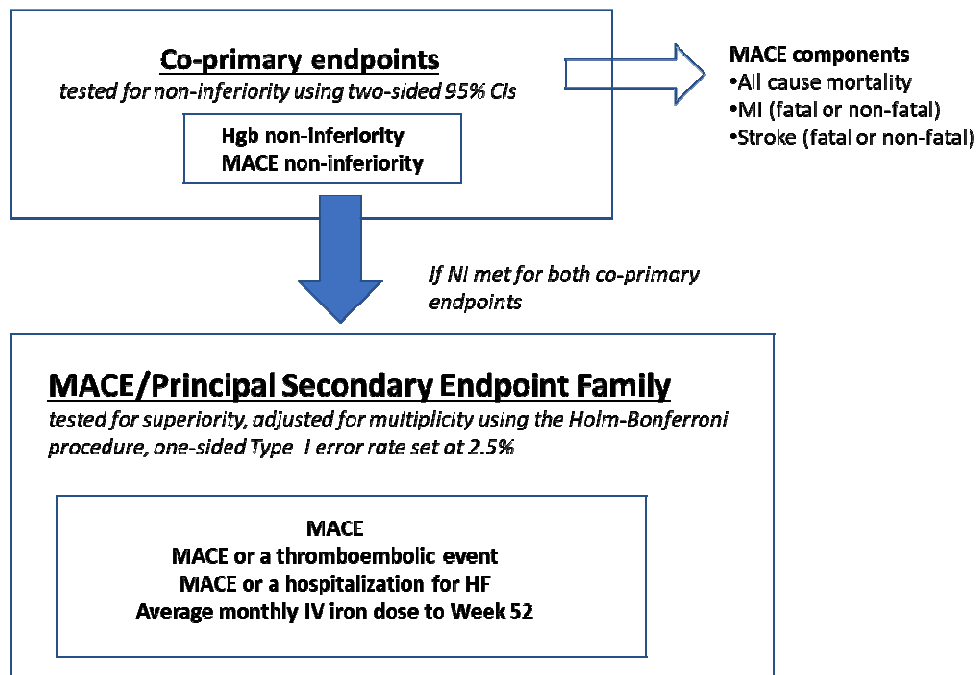 Co-primary endpoints
tested for non-inferiority using two-sided 95% CIs
Hgb non-inferiority
MACE non-inferiority
MACE components
•All cause mortality
•MI (fatal or non-fatal)
•Stroke (fatal or non-fatal)
If NI met for both co-primary
endpoints
MACE/Principal Secondary Endpoint Family
tested for superiority, adjusted for multiplicity using the Holm-Bonferroni
procedure, one-sided Type I error rate set at 2.5%
MACE
MACE or a thromboembolic event
MACE or a hospitalization for HF
Average monthly IV iron dose to Week 52